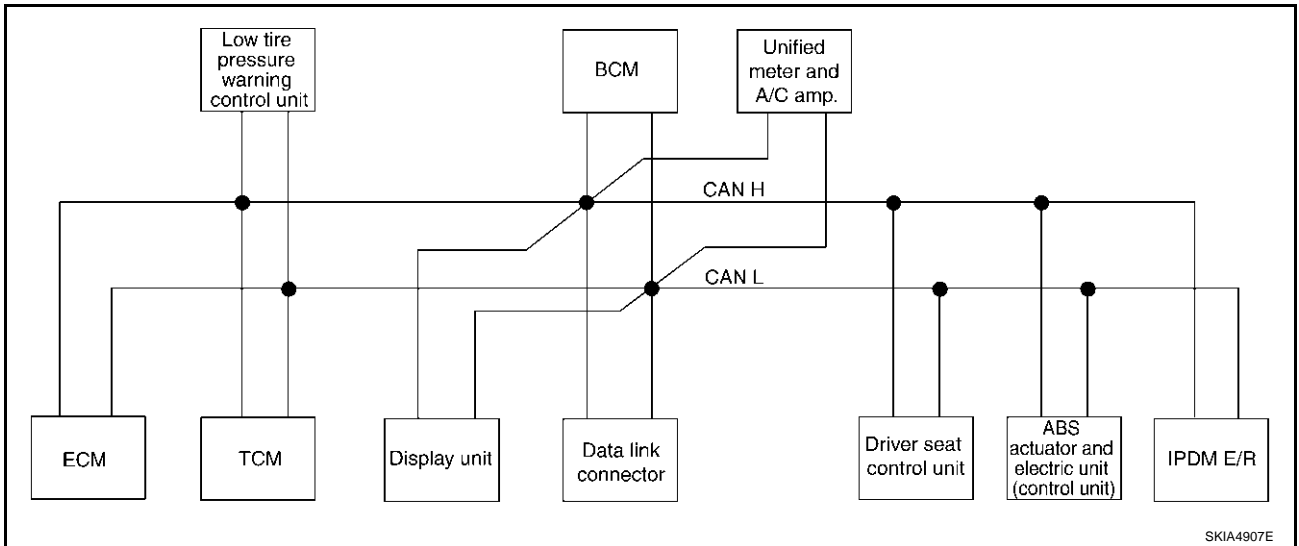 Low tire
pressure
warning
control unit
BCM
Unified
meter and
A/C amp.
CAN H
CAN L
ECM
TCM
Display unit
Data link
connector
Driver seat
control unit
ABS
actuator and
electric unit
(control unit)
IPDM E/R
SKIA4907E